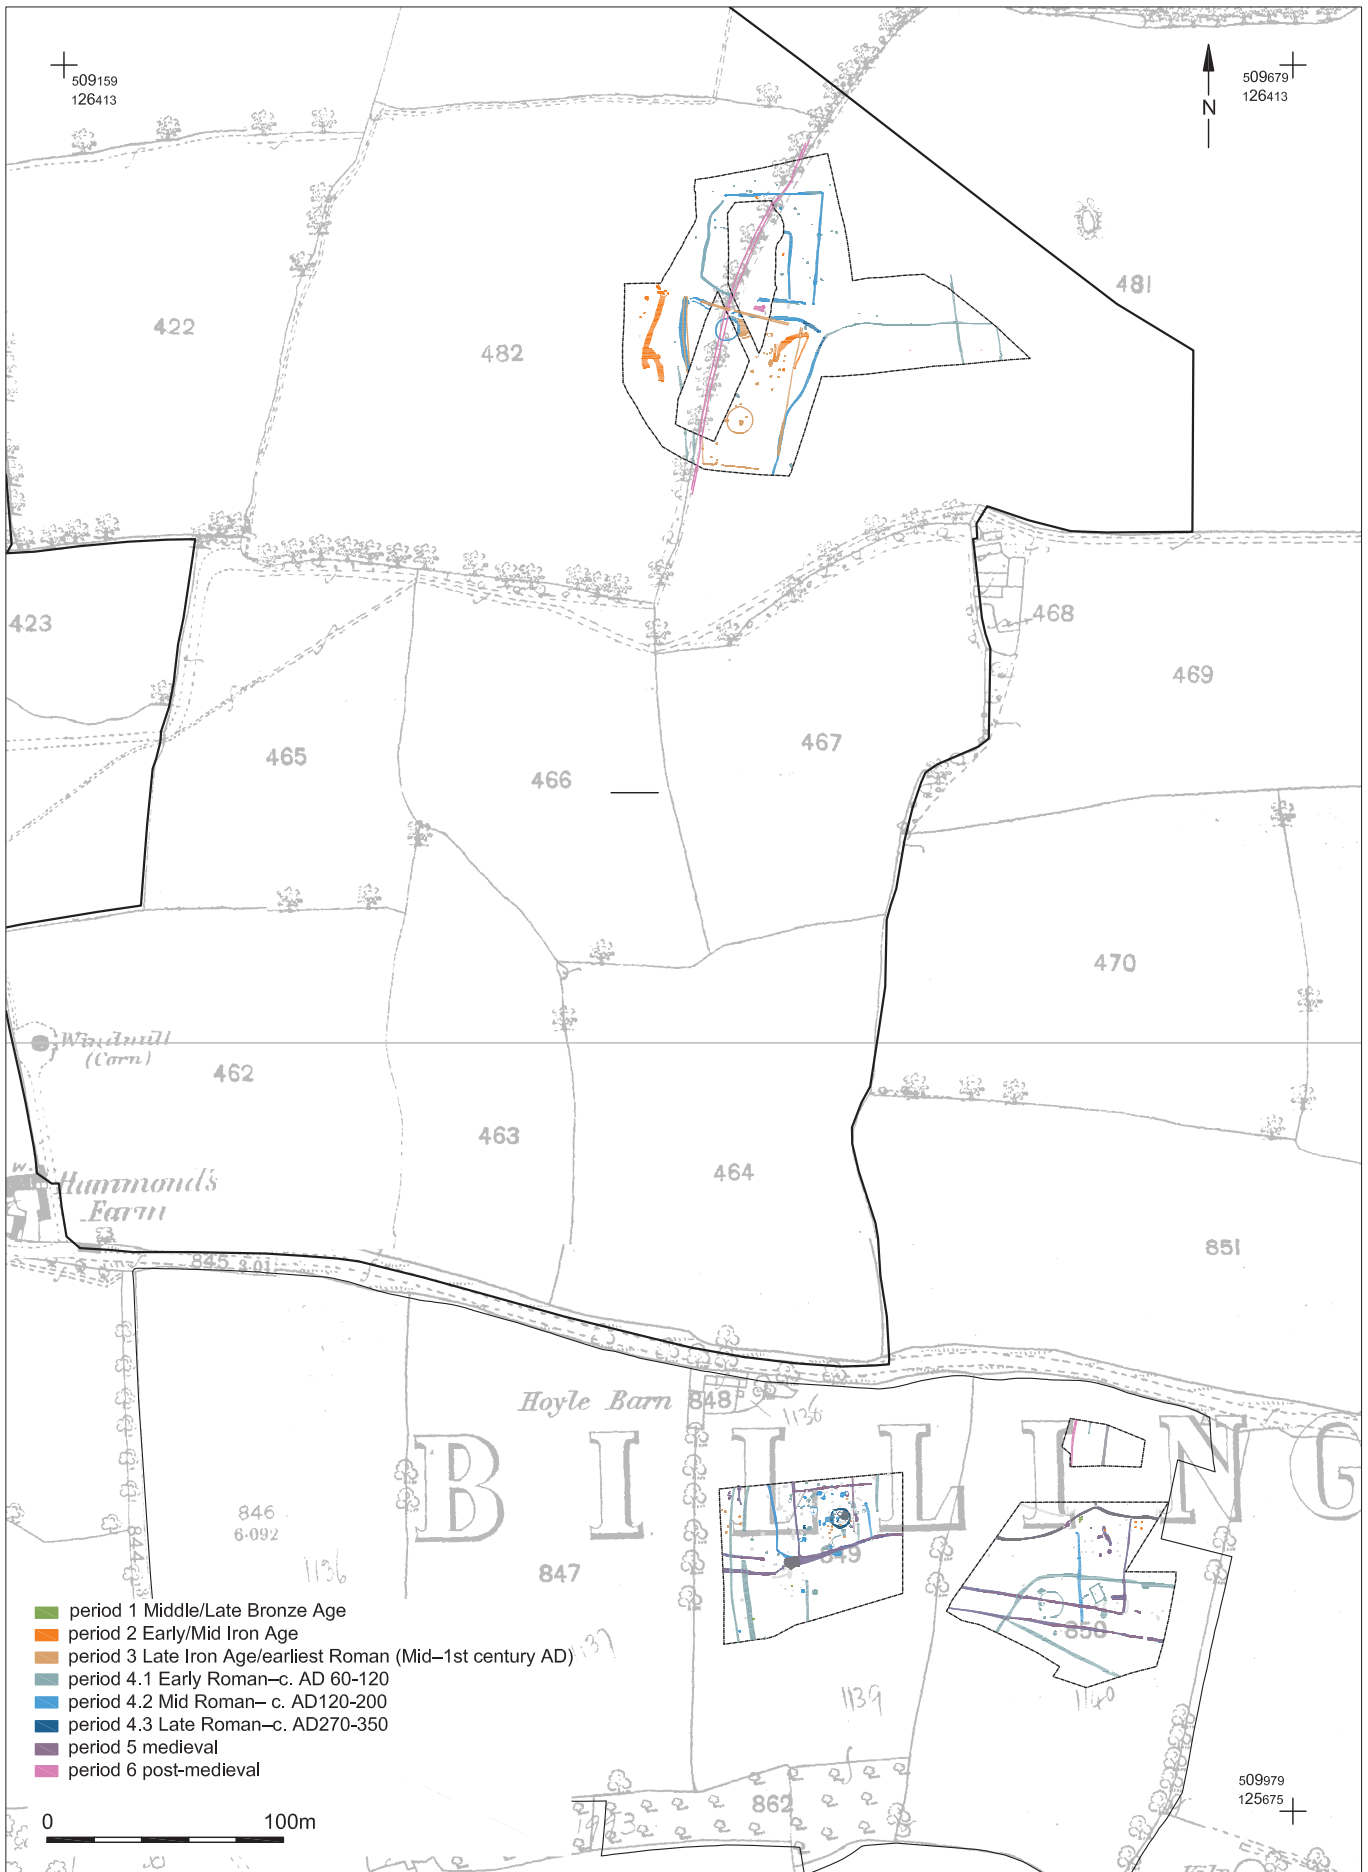 509159
126413
509679
126413
N
481
422
482
423
468
469
465
466
467
470
Windmill
(Corn)
462
463
464
W.
Hammond's
Farm
851
845 3·01
Hoyle Barn 848
1136
BILLING
846
6·092
844
1136
847
849
850
period 1 Middle/Late Bronze Age
period 2 Early/Mid Iron Age
period 3 Late Iron Age/earliest Roman (Mid–1st century AD)
1137
period 4.1 Early Roman–c. AD 60-120
period 4.2 Mid Roman– c. AD120-200
period 4.3 Late Roman–c. AD270-350
period 5 medieval
period 6 post-medieval
1139
1140
509979
125675
862
0 100m